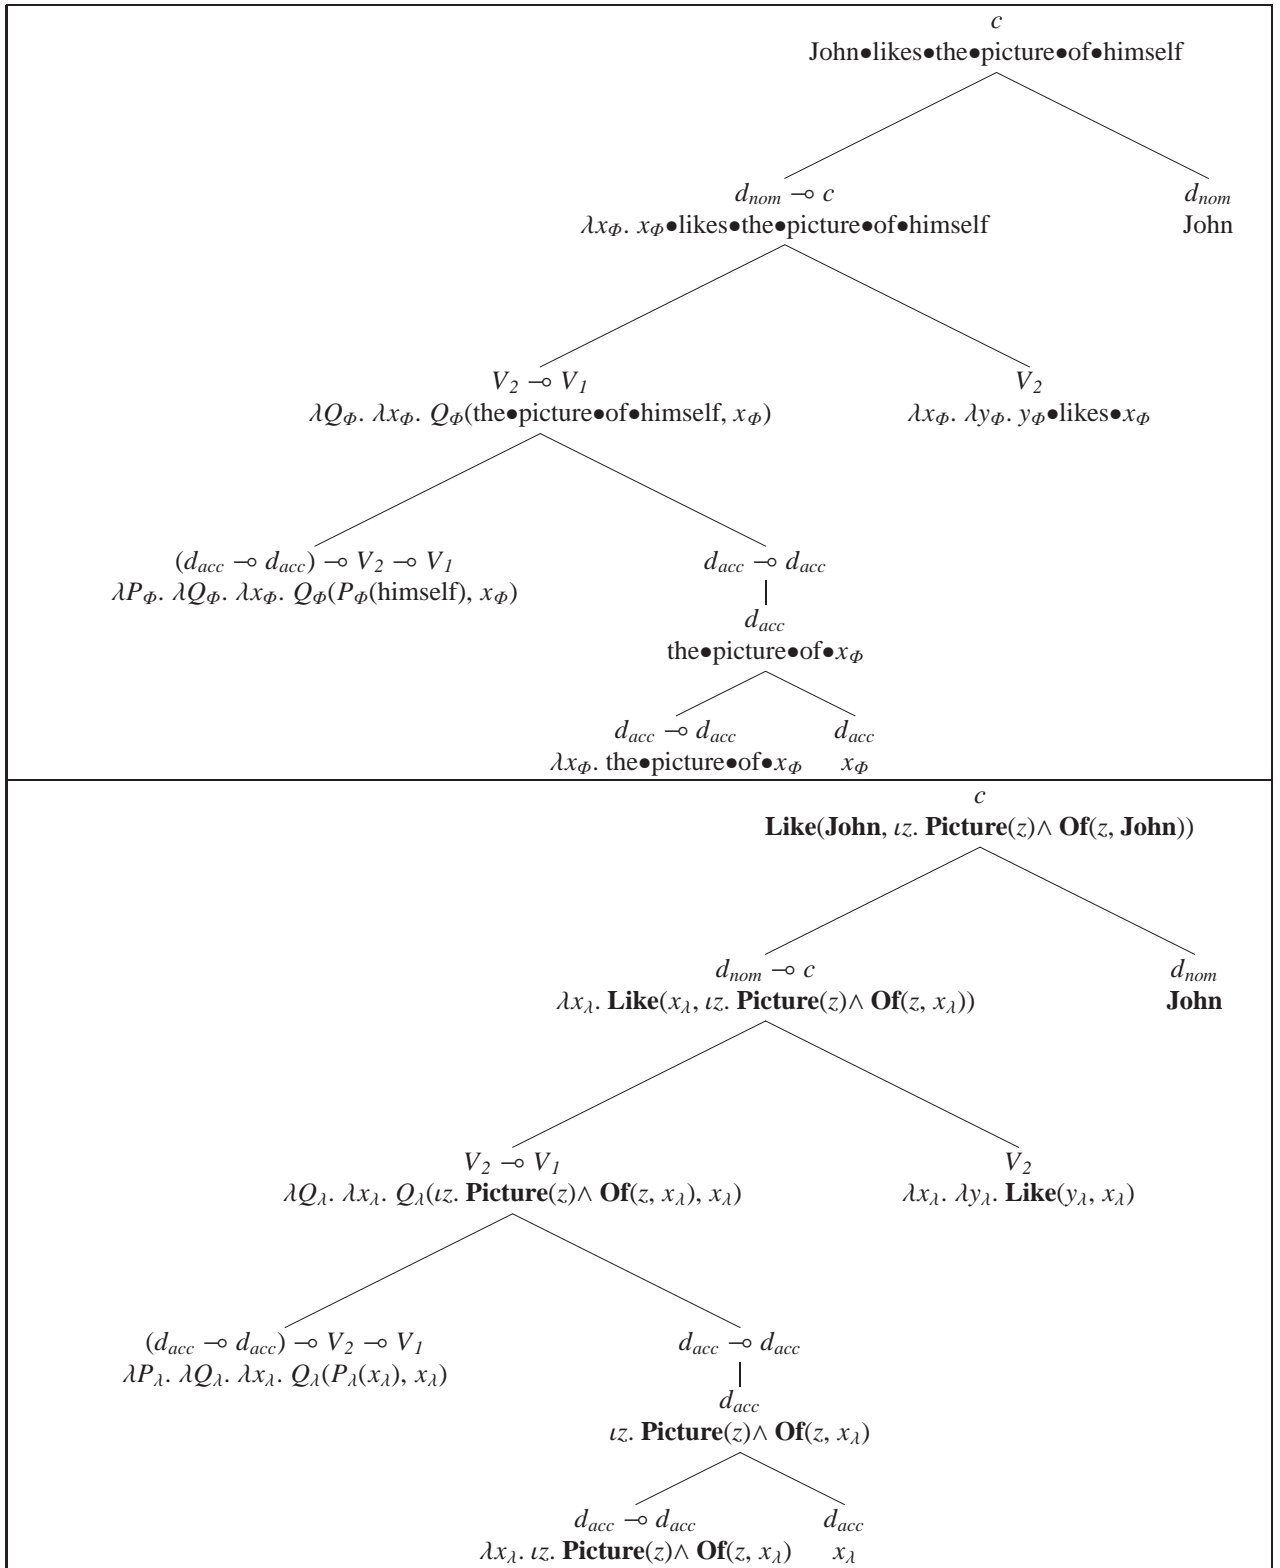 c
John●likes●the●picture●of●himself
d_nom ⊸ c d_nom
λx_Φ. x_Φ●likes●the●picture●of●himself John
V_2 ⊸ V_1 V_2
λQ_Φ. λx_Φ. Q_Φ(the●picture●of●himself, x_Φ) λx_Φ. λy_Φ. y_Φ●likes●x_Φ
(d_acc ⊸ d_acc) ⊸ V_2 ⊸ V_1 d_acc ⊸ d_acc
λP_Φ. λQ_Φ. λx_Φ. Q_Φ(P_Φ(himself), x_Φ)
d_acc
the●picture●of●x_Φ
d_acc ⊸ d_acc d_acc
λx_Φ. the●picture●of●x_Φ x_Φ
c
Like(John, ιz. Picture(z)∧ Of(z, John))
d_nom ⊸ c d_nom
λx_λ. Like(x_λ, ιz. Picture(z)∧ Of(z, x_λ)) John
V_2 ⊸ V_1 V_2
λQ_λ. λx_λ. Q_λ(ιz. Picture(z)∧ Of(z, x_λ), x_λ) λx_λ. λy_λ. Like(y_λ, x_λ)
(d_acc ⊸ d_acc) ⊸ V_2 ⊸ V_1 d_acc ⊸ d_acc
λP_λ. λQ_λ. λx_λ. Q_λ(P_λ(x_λ), x_λ)
d_acc
ιz. Picture(z)∧ Of(z, x_λ)
d_acc ⊸ d_acc d_acc
λx_λ. ιz. Picture(z)∧ Of(z, x_λ) x_λ